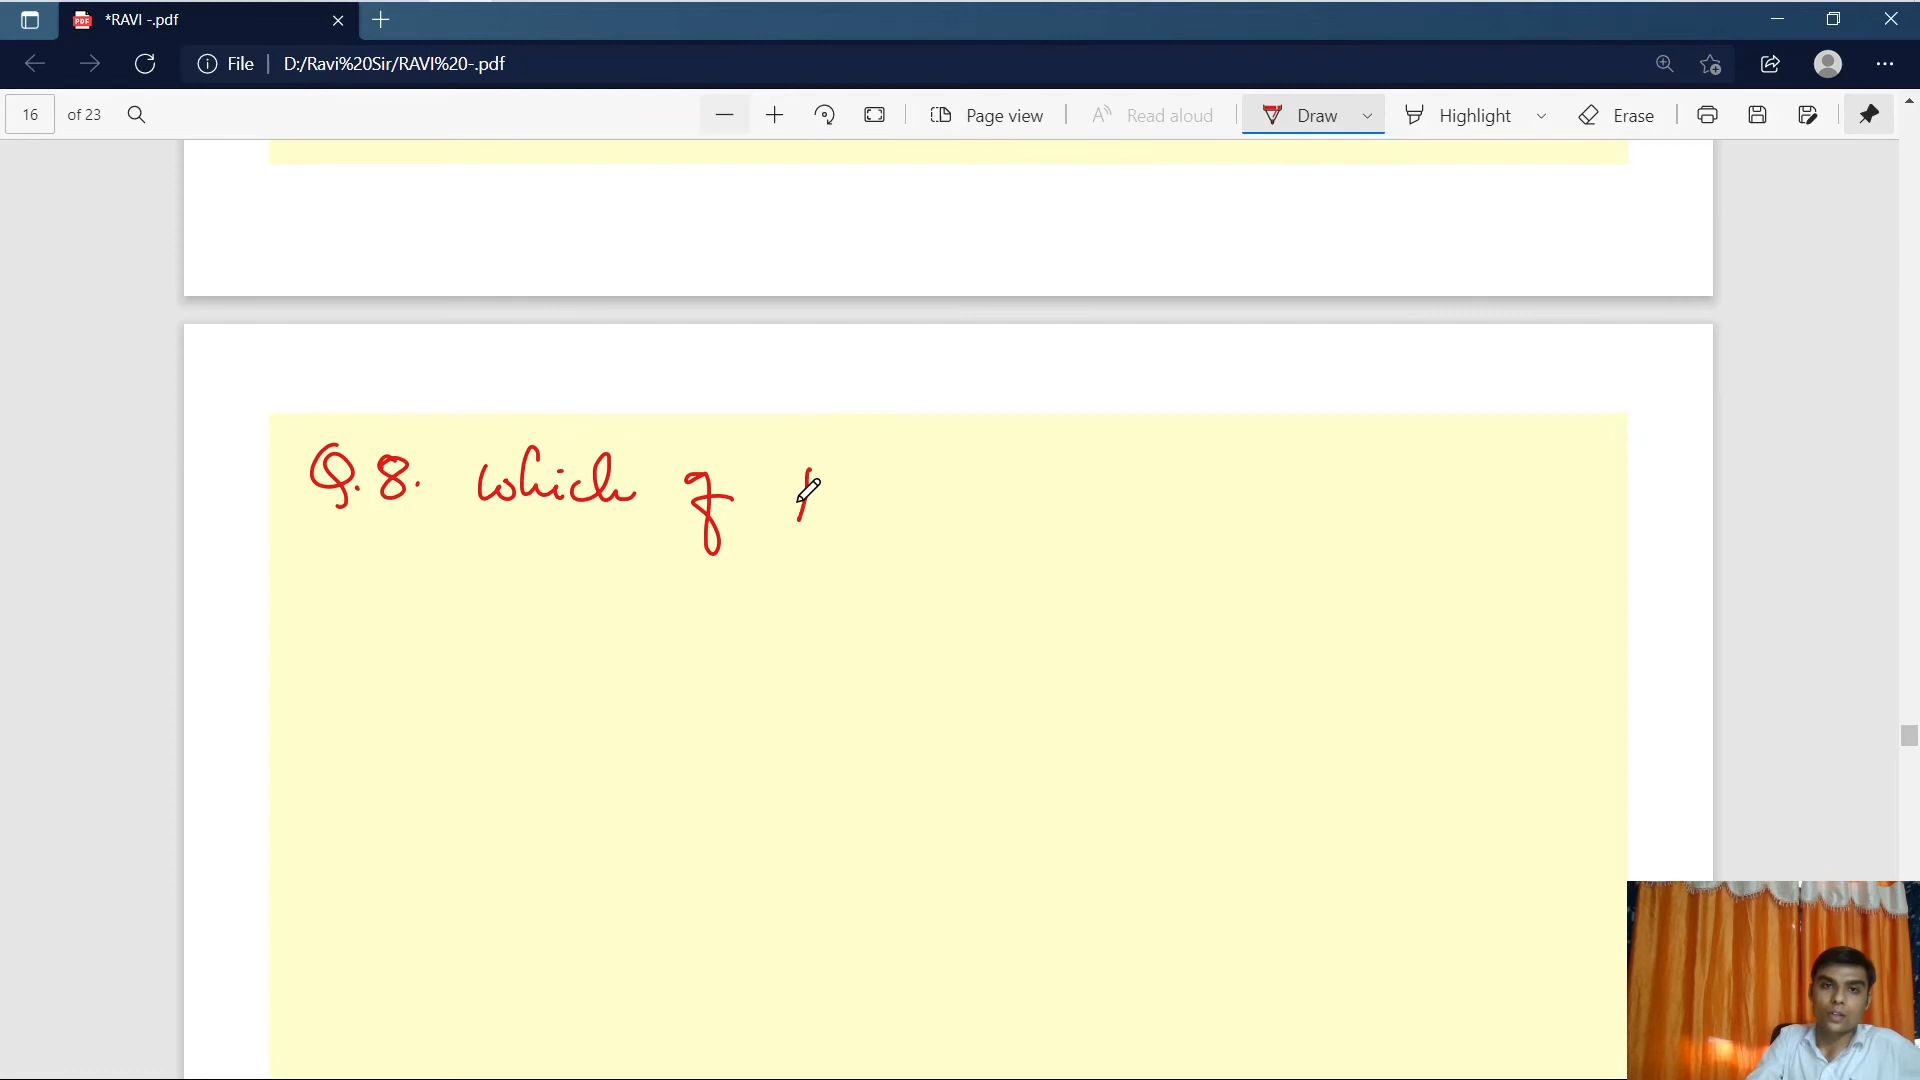 *RAVI -.pdf
File D:/Ravi%20Sir/RAVI%20-.pdf
16 of 23 Page view Read aloud Draw Highlight Erase
Q.8. which of